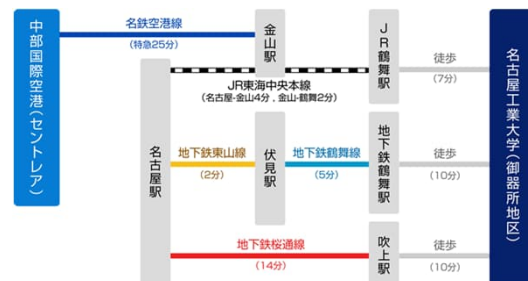 中部国際空港(セントレア)
名鉄空港線
(特急25分)
金山駅
JR鶴舞駅
徒歩
(7分)
名古屋工業大学(御器所地区)
JR東海中央本線
(名古屋-金山4分 , 金山-鶴舞2分)
名古屋駅
地下鉄東山線
(2分)
伏見駅
地下鉄鶴舞線
(5分)
地下鉄鶴舞駅
徒歩
(10分)
地下鉄桜通線
(14分)
吹上駅
徒歩
(10分)